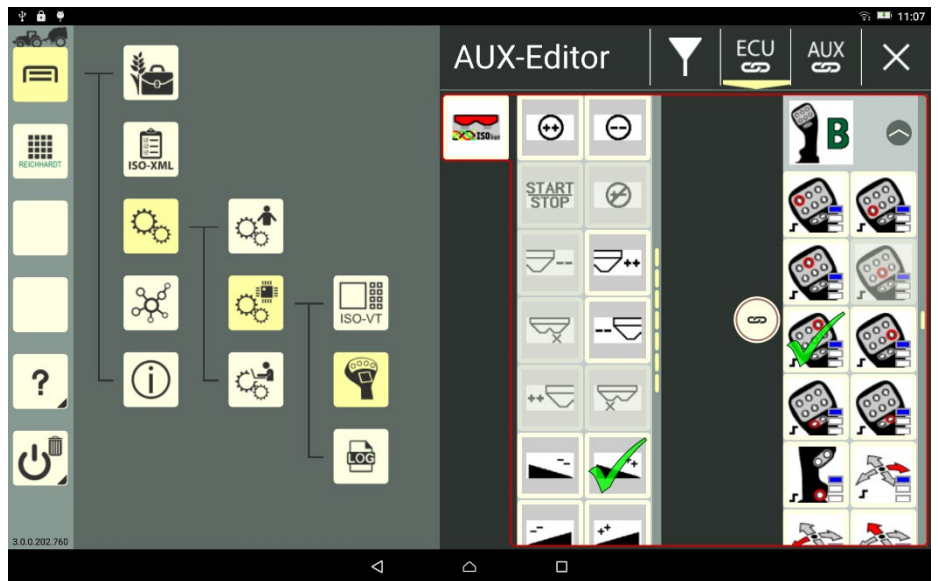 11:07
AUX-Editor
ECU
AUX
REICHHARDT
ISO-XML
ISO-VT
?
LOG
3.0.0.202.760
ISObus
B
++
--
START
STOP
--
++
--
++
--
++
--
++